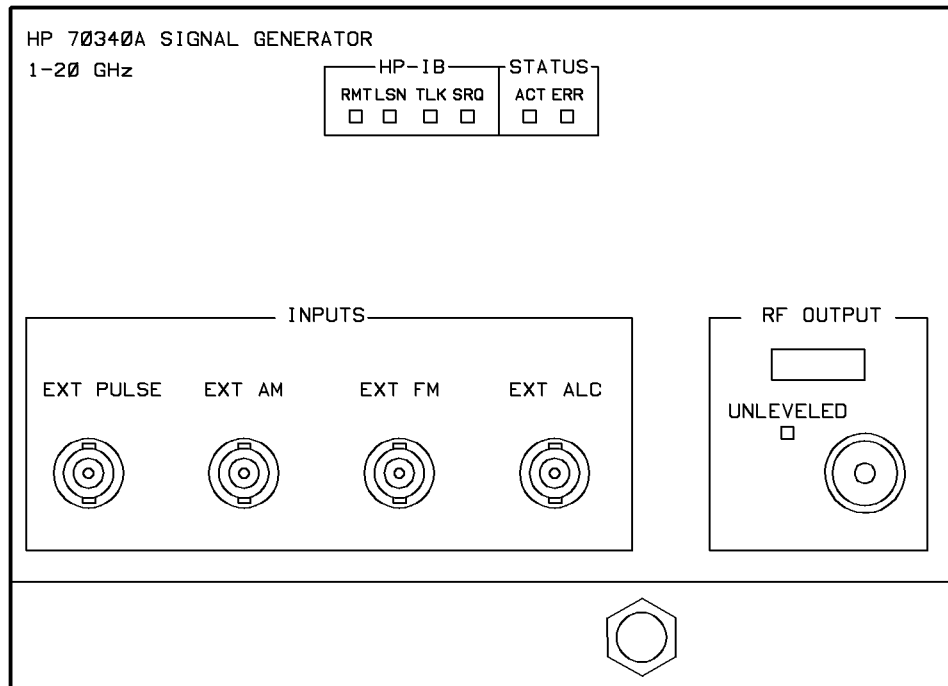 HP 70340A SIGNAL GENERATOR
1-20 GHz
HP-IB STATUS
RMT LSN TLK SRQ ACT ERR
INPUTS
RF OUTPUT
EXT PULSE EXT AM EXT FM EXT ALC
UNLEVELED